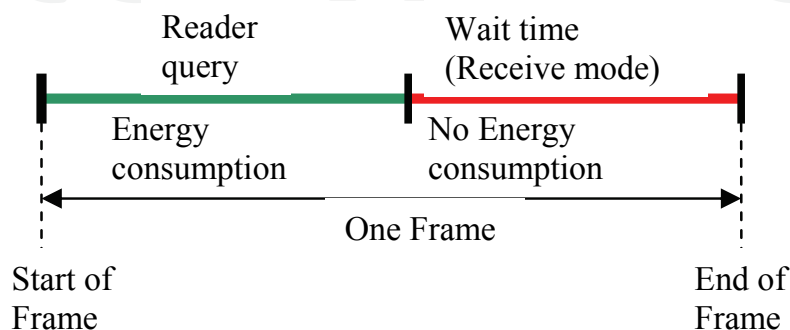 Reader
query
Wait time
(Receive mode)
Energy
consumption
No Energy
consumption
One Frame
Start of
Frame
End of
Frame